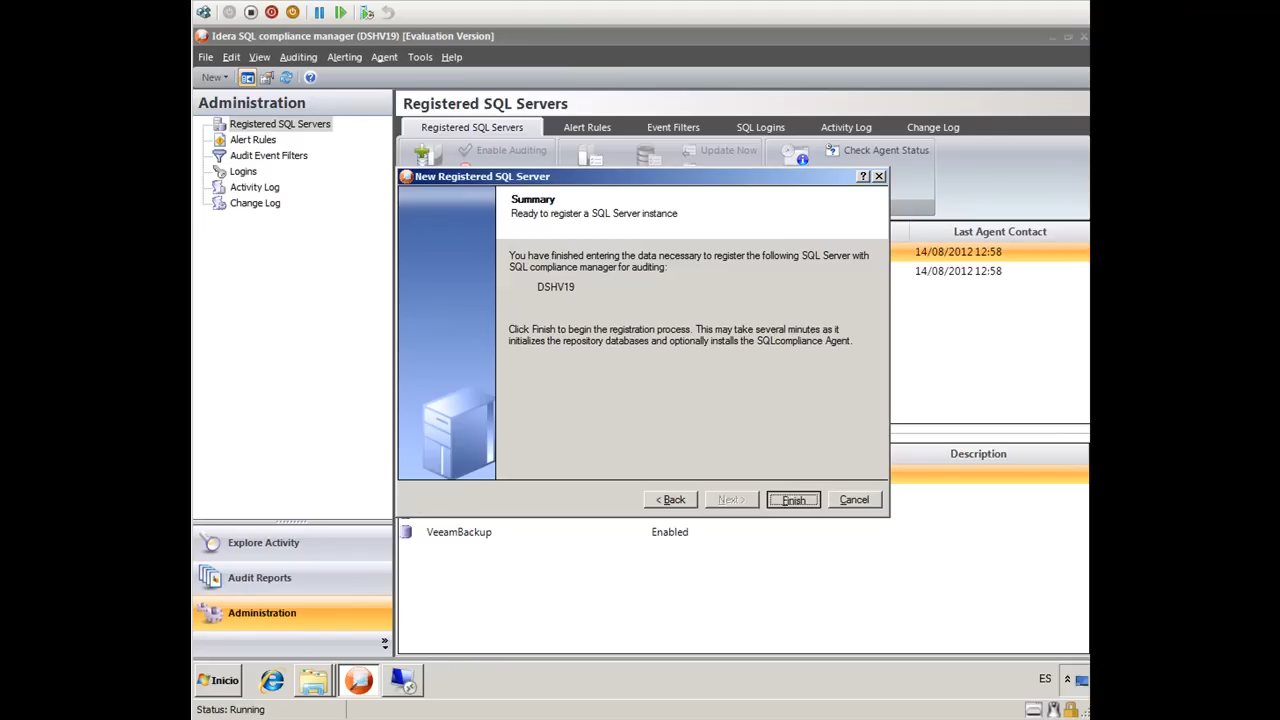 Idera SQL compliance manager (DSHV19) [Evaluation Version]
File Edit View Auditing Alerting Agent Tools Help
New
Administration
Registered SQL Servers
Alert Rules
Audit Event Filters
Logins
Activity Log
Change Log
Registered SQL Servers
Registered SQL Servers Alert Rules Event Filters SQL Logins Activity Log Change Log
Enable Auditing Update Now Check Agent Status
New Registered SQL Server
Summary
Ready to register a SQL Server instance
You have finished entering the data necessary to register the following SQL Server with
SQL compliance manager for auditing:
DSHV19
Click Finish to begin the registration process. This may take several minutes as it
initializes the repository databases and optionally installs the SQLcompliance Agent.
< Back Next > Finish Cancel
Last Agent Contact
14/08/2012 12:58
14/08/2012 12:58
Description
VeeamBackup Enabled
Explore Activity
Audit Reports
Administration
Inicio
ES
Status: Running